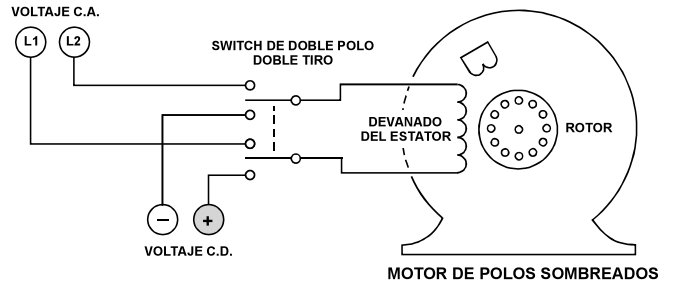 VOLTAJE C.A.
L1
L2
SWITCH DE DOBLE POLO
DOBLE TIRO
DEVANADO
DEL ESTATOR
ROTOR
−
+
VOLTAJE C.D.
MOTOR DE POLOS SOMBREADOS